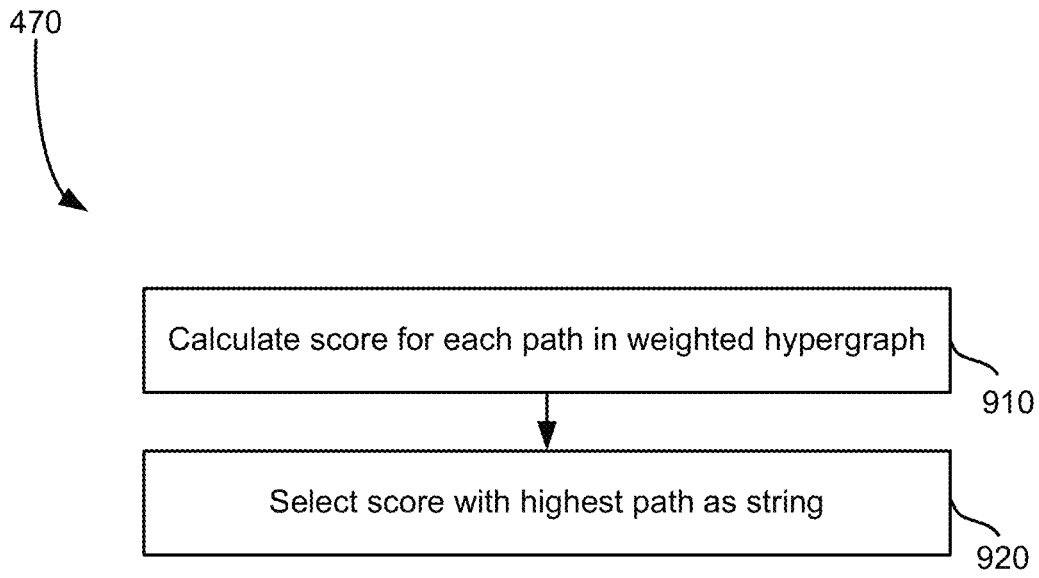 470
Calculate score for each path in weighted hypergraph
910
Select score with highest path as string
920